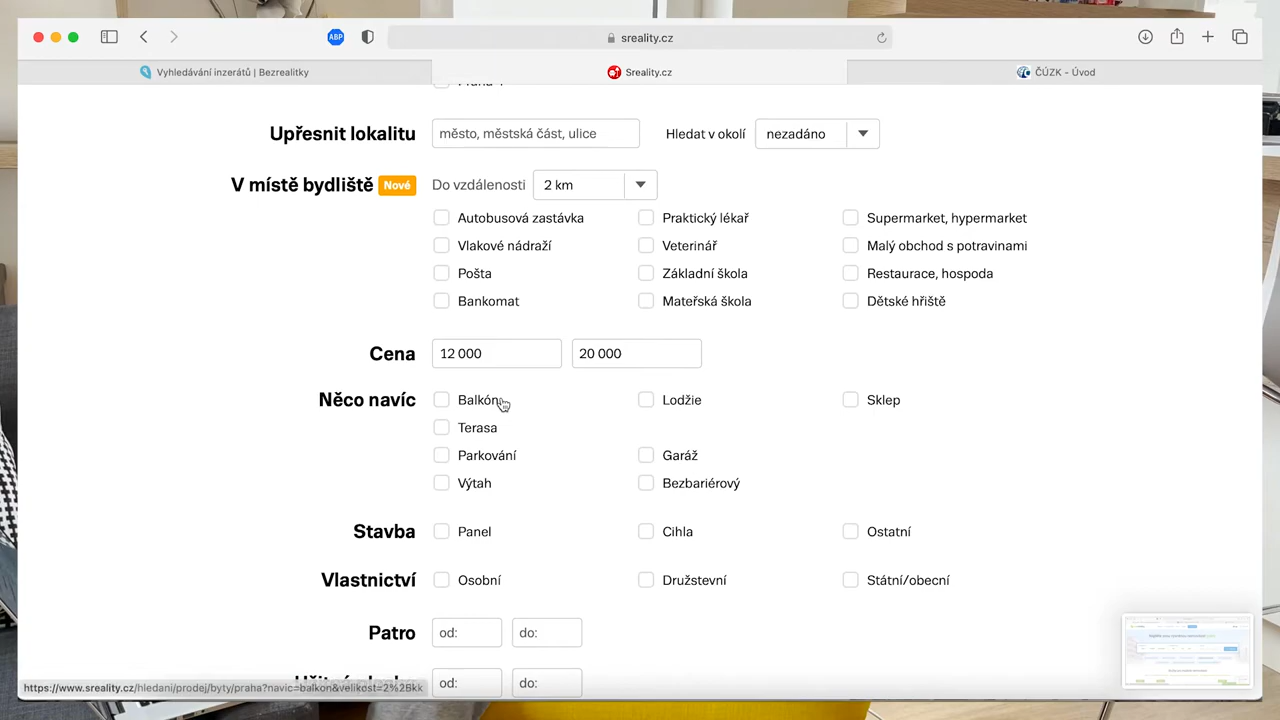 ABP
sreality.cz
Vyhledávání inzerátů | Bezrealitky
Sreality.cz
ČÚZK - Úvod
Upřesnit lokalitu
město, městská část, ulice
Hledat v okolí
nezadáno
V místě bydliště Nové
Do vzdálenosti
2 km
Autobusová zastávka
Praktický lékař
Supermarket, hypermarket
Vlakové nádraží
Veterinář
Malý obchod s potravinami
Pošta
Základní škola
Restaurace, hospoda
Bankomat
Mateřská škola
Dětské hřiště
Cena
12 000
20 000
Něco navíc
Balkón
Lodžie
Sklep
Terasa
Parkování
Garáž
Výtah
Bezbariérový
Stavba
Panel
Cihla
Ostatní
Vlastnictví
Osobní
Družstevní
Státní/obecní
Patro
od:
do:
od:
do:
https://www.sreality.cz/hledani/prodej/byty/praha?navic=balkon&velikost=2%2Bkk